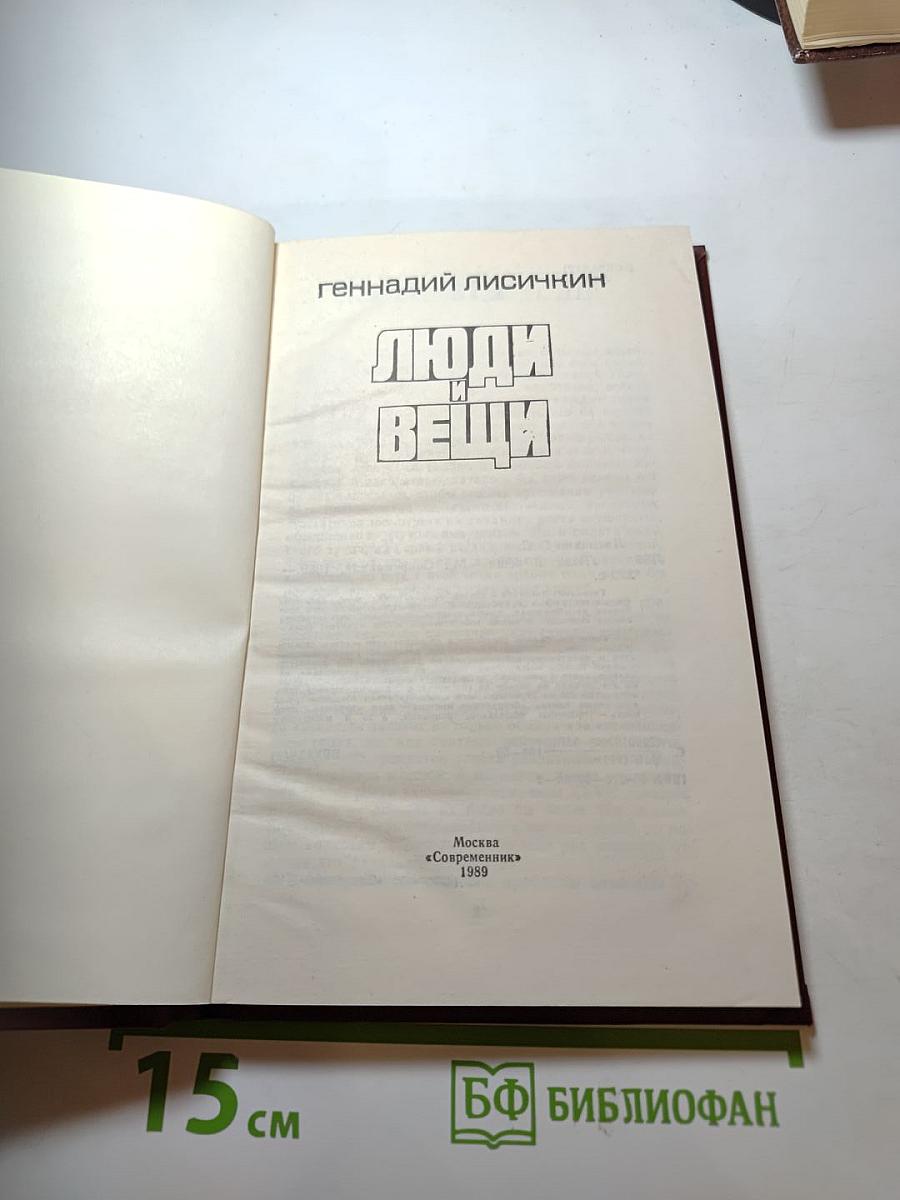 геннадий лисичкин
ЛЮДИ
и
ВЕЩИ
Москва
«Современник»
1989
15 см
БФ БИБЛИОФАН